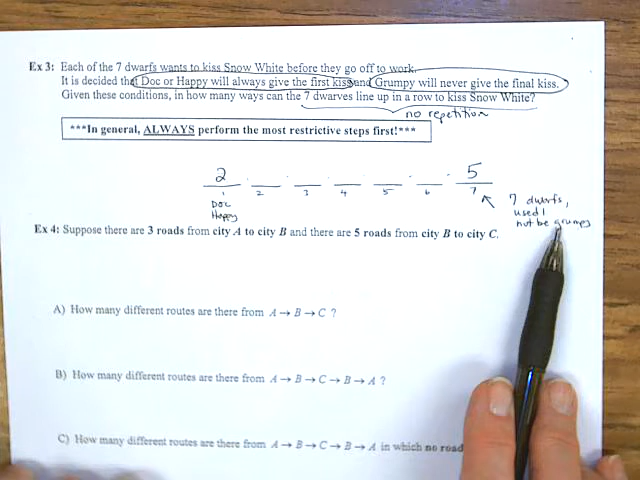 Ex 3: Each of the 7 dwarfs wants to kiss Snow White before they go off to work.
It is decided that Doc or Happy will always give the first kiss and Grumpy will never give the final kiss.
Given these conditions, in how many ways can the 7 dwarves line up in a row to kiss Snow White?
no repetition
***In general, ALWAYS perform the most restrictive steps first!***
2 5
1 2 3 4 5 6 7
Doc
Happy
7 dwarfs,
used 1
not be grumpy
Ex 4: Suppose there are 3 roads from city A to city B and there are 5 roads from city B to city C.
A) How many different routes are there from A → B → C ?
B) How many different routes are there from A → B → C → B → A ?
C) How many different routes are there from A → B → C → B → A in which no road